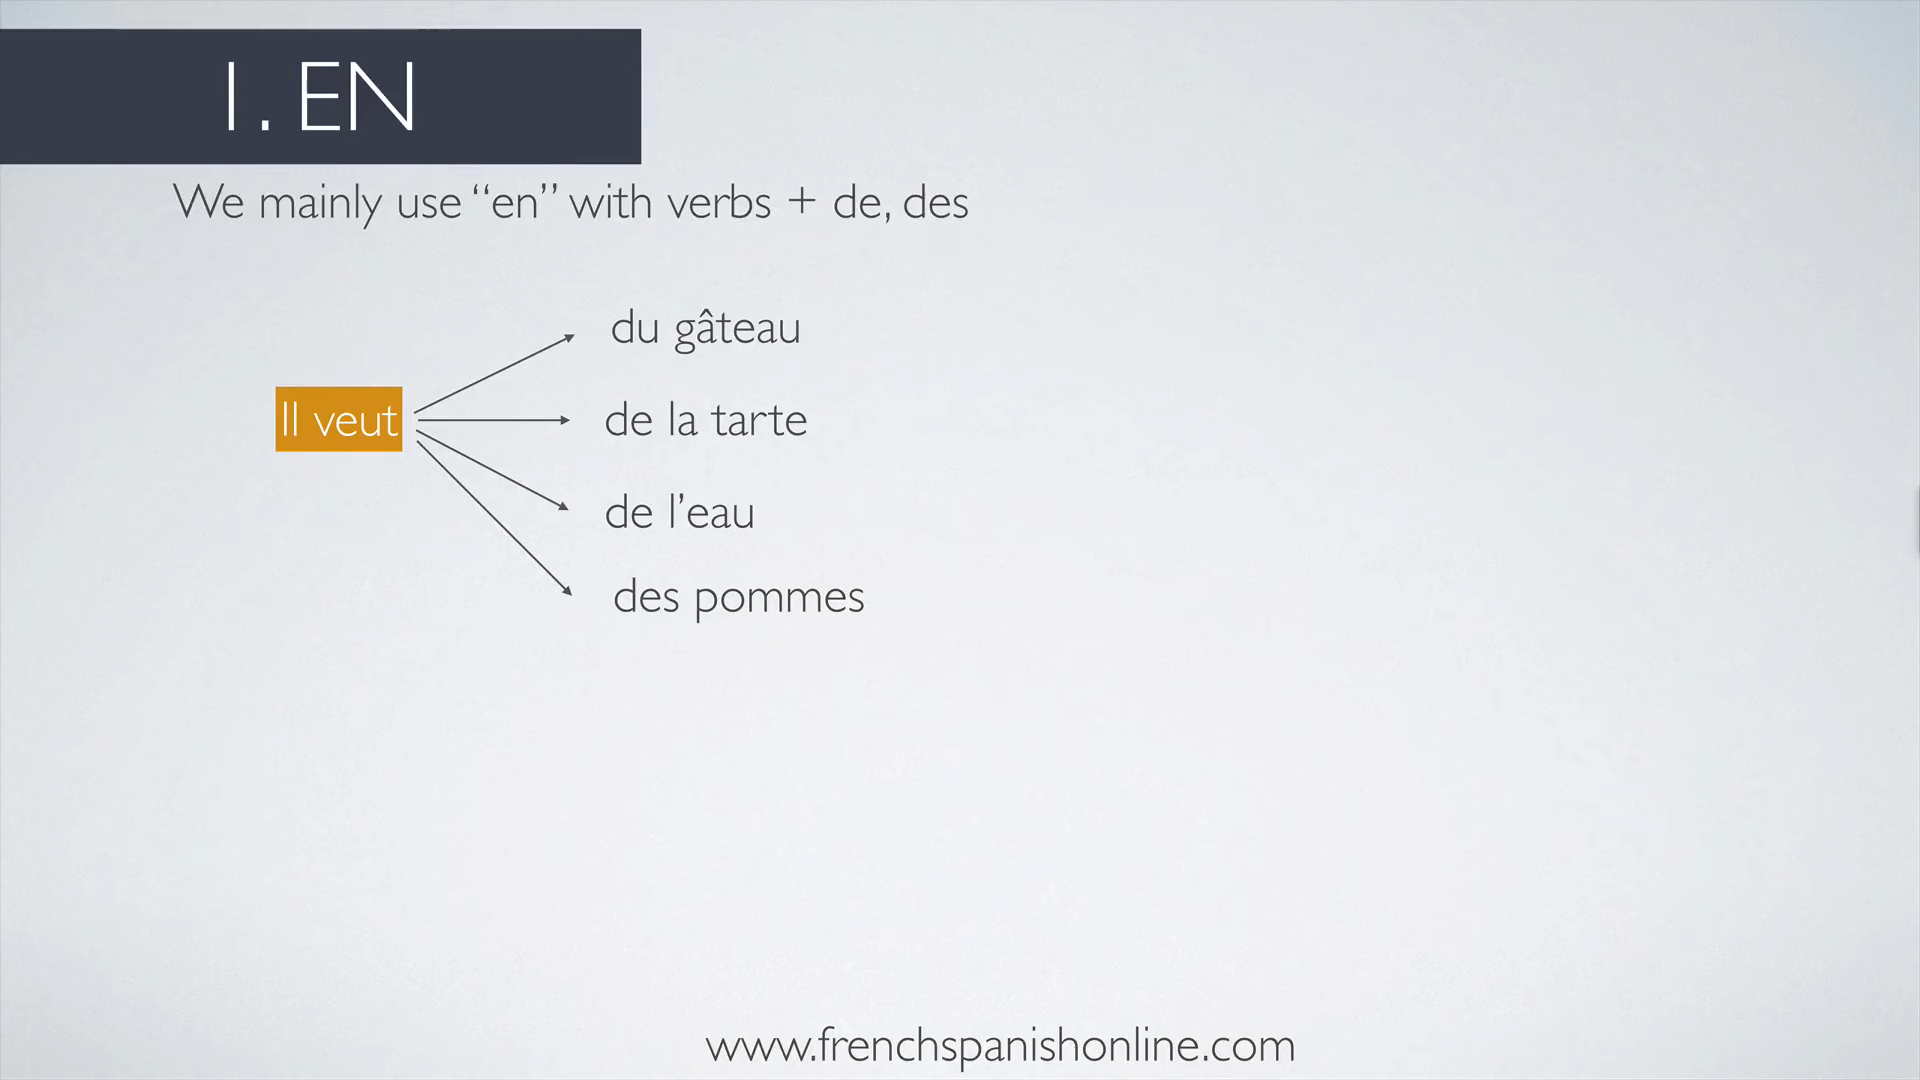 1. EN
We mainly use “en” with verbs + de, des
du gâteau
Il veut
de la tarte
de l’eau
des pommes
www.frenchspanishonline.com